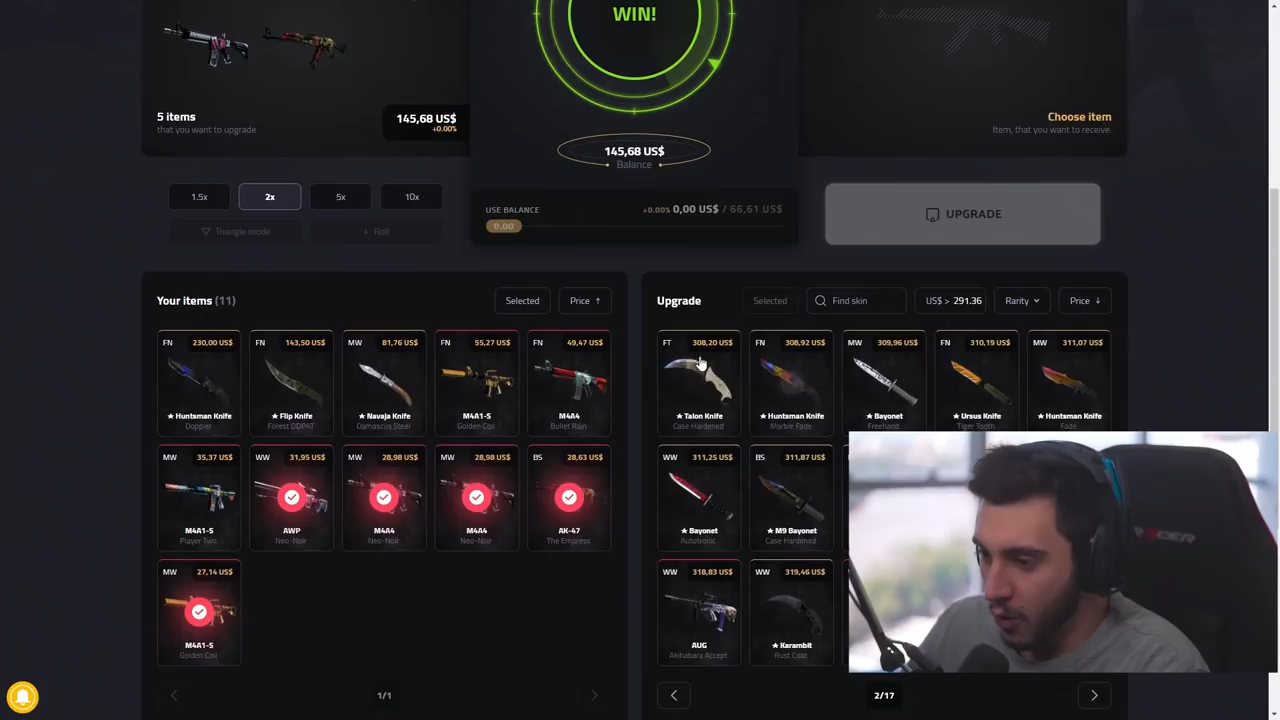 WIN!
5 items
that you want to upgrade
145,68 US$
+0.00%
145,68 US$
Balance
Choose item
Item, that you want to receive.
1.5x
2x
5x
10x
Triangle mode
Roll
USE BALANCE
+0.00% 0,00 US$ / 66,61 US$
0,00
UPGRADE
Your items (11)
Selected
Price ↑
FN 230,00 US$
★ Huntsman Knife
Doppler
FN 143,50 US$
★ Flip Knife
Forest DDPAT
MW 81,76 US$
★ Navaja Knife
Damascus Steel
FN 55,27 US$
M4A1-S
Golden Coil
FN 49,47 US$
M4A4
Bullet Rain
MW 35,37 US$
M4A1-S
Player Two
WW 31,95 US$
AWP
Neo-Noir
MW 28,98 US$
M4A4
Neo-Noir
MW 28,98 US$
M4A4
Neo-Noir
BS 28,63 US$
AK-47
The Empress
MW 27,14 US$
M4A1-S
Golden Coil
1/1
Upgrade
Selected
Find skin
US$ > 291.36
Rarity
Price ↓
FT 308,20 US$
★ Talon Knife
Case Hardened
FN 308,92 US$
★ Huntsman Knife
Marble Fade
MW 309,96 US$
★ Bayonet
Freehand
FN 310,19 US$
★ Ursus Knife
Tiger Tooth
MW 311,07 US$
★ Huntsman Knife
Fade
WW 311,25 US$
★ Bayonet
Autotronic
BS 311,87 US$
★ M9 Bayonet
Case Hardened
WW 318,83 US$
AUG
Akihabara Accept
WW 319,46 US$
★ Karambit
Rust Coat
2/17